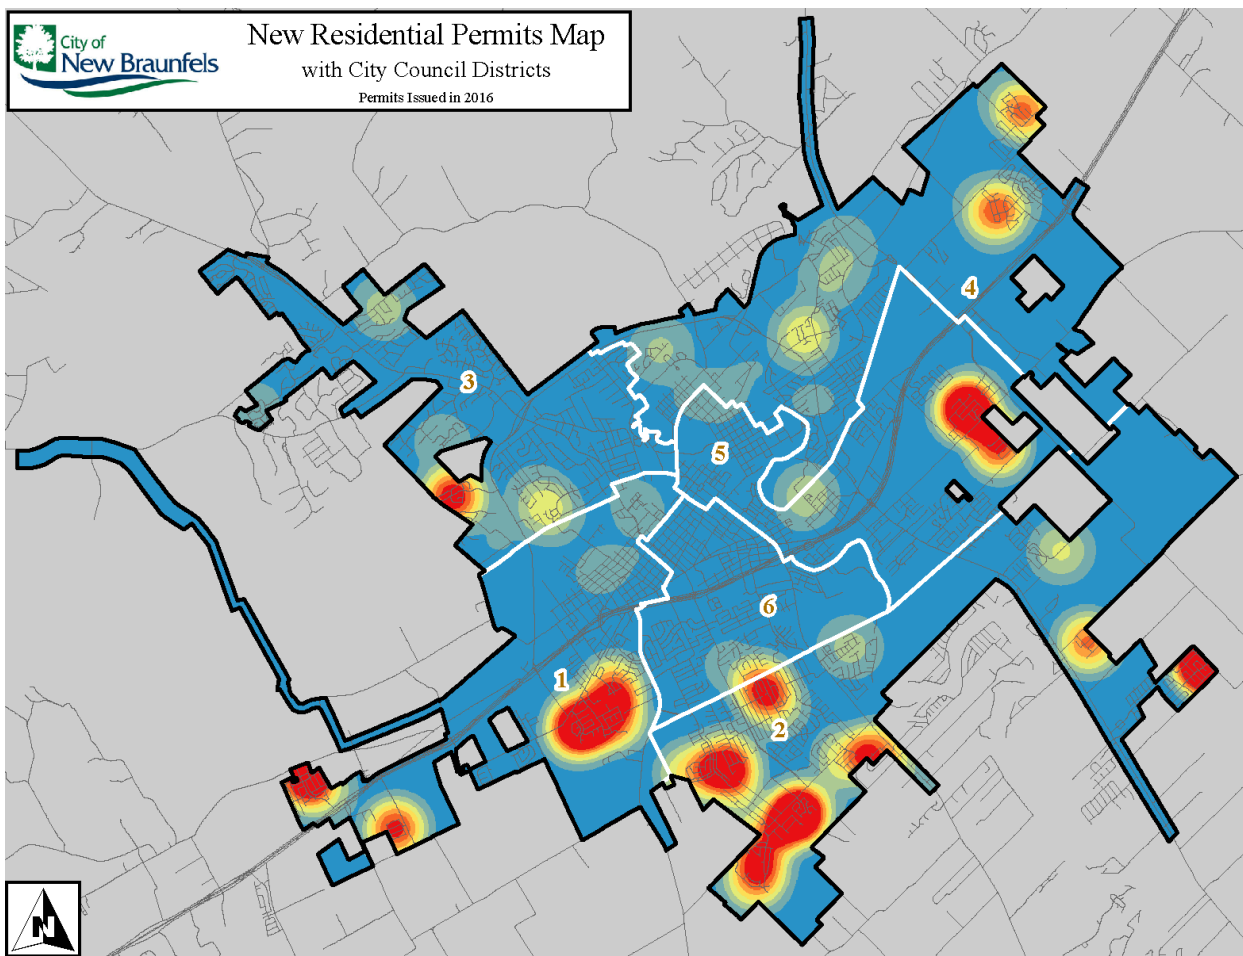 City of
New Braunfels
New Residential Permits Map
with City Council Districts
Permits Issued in 2016
4
3
5
6
1
2
N